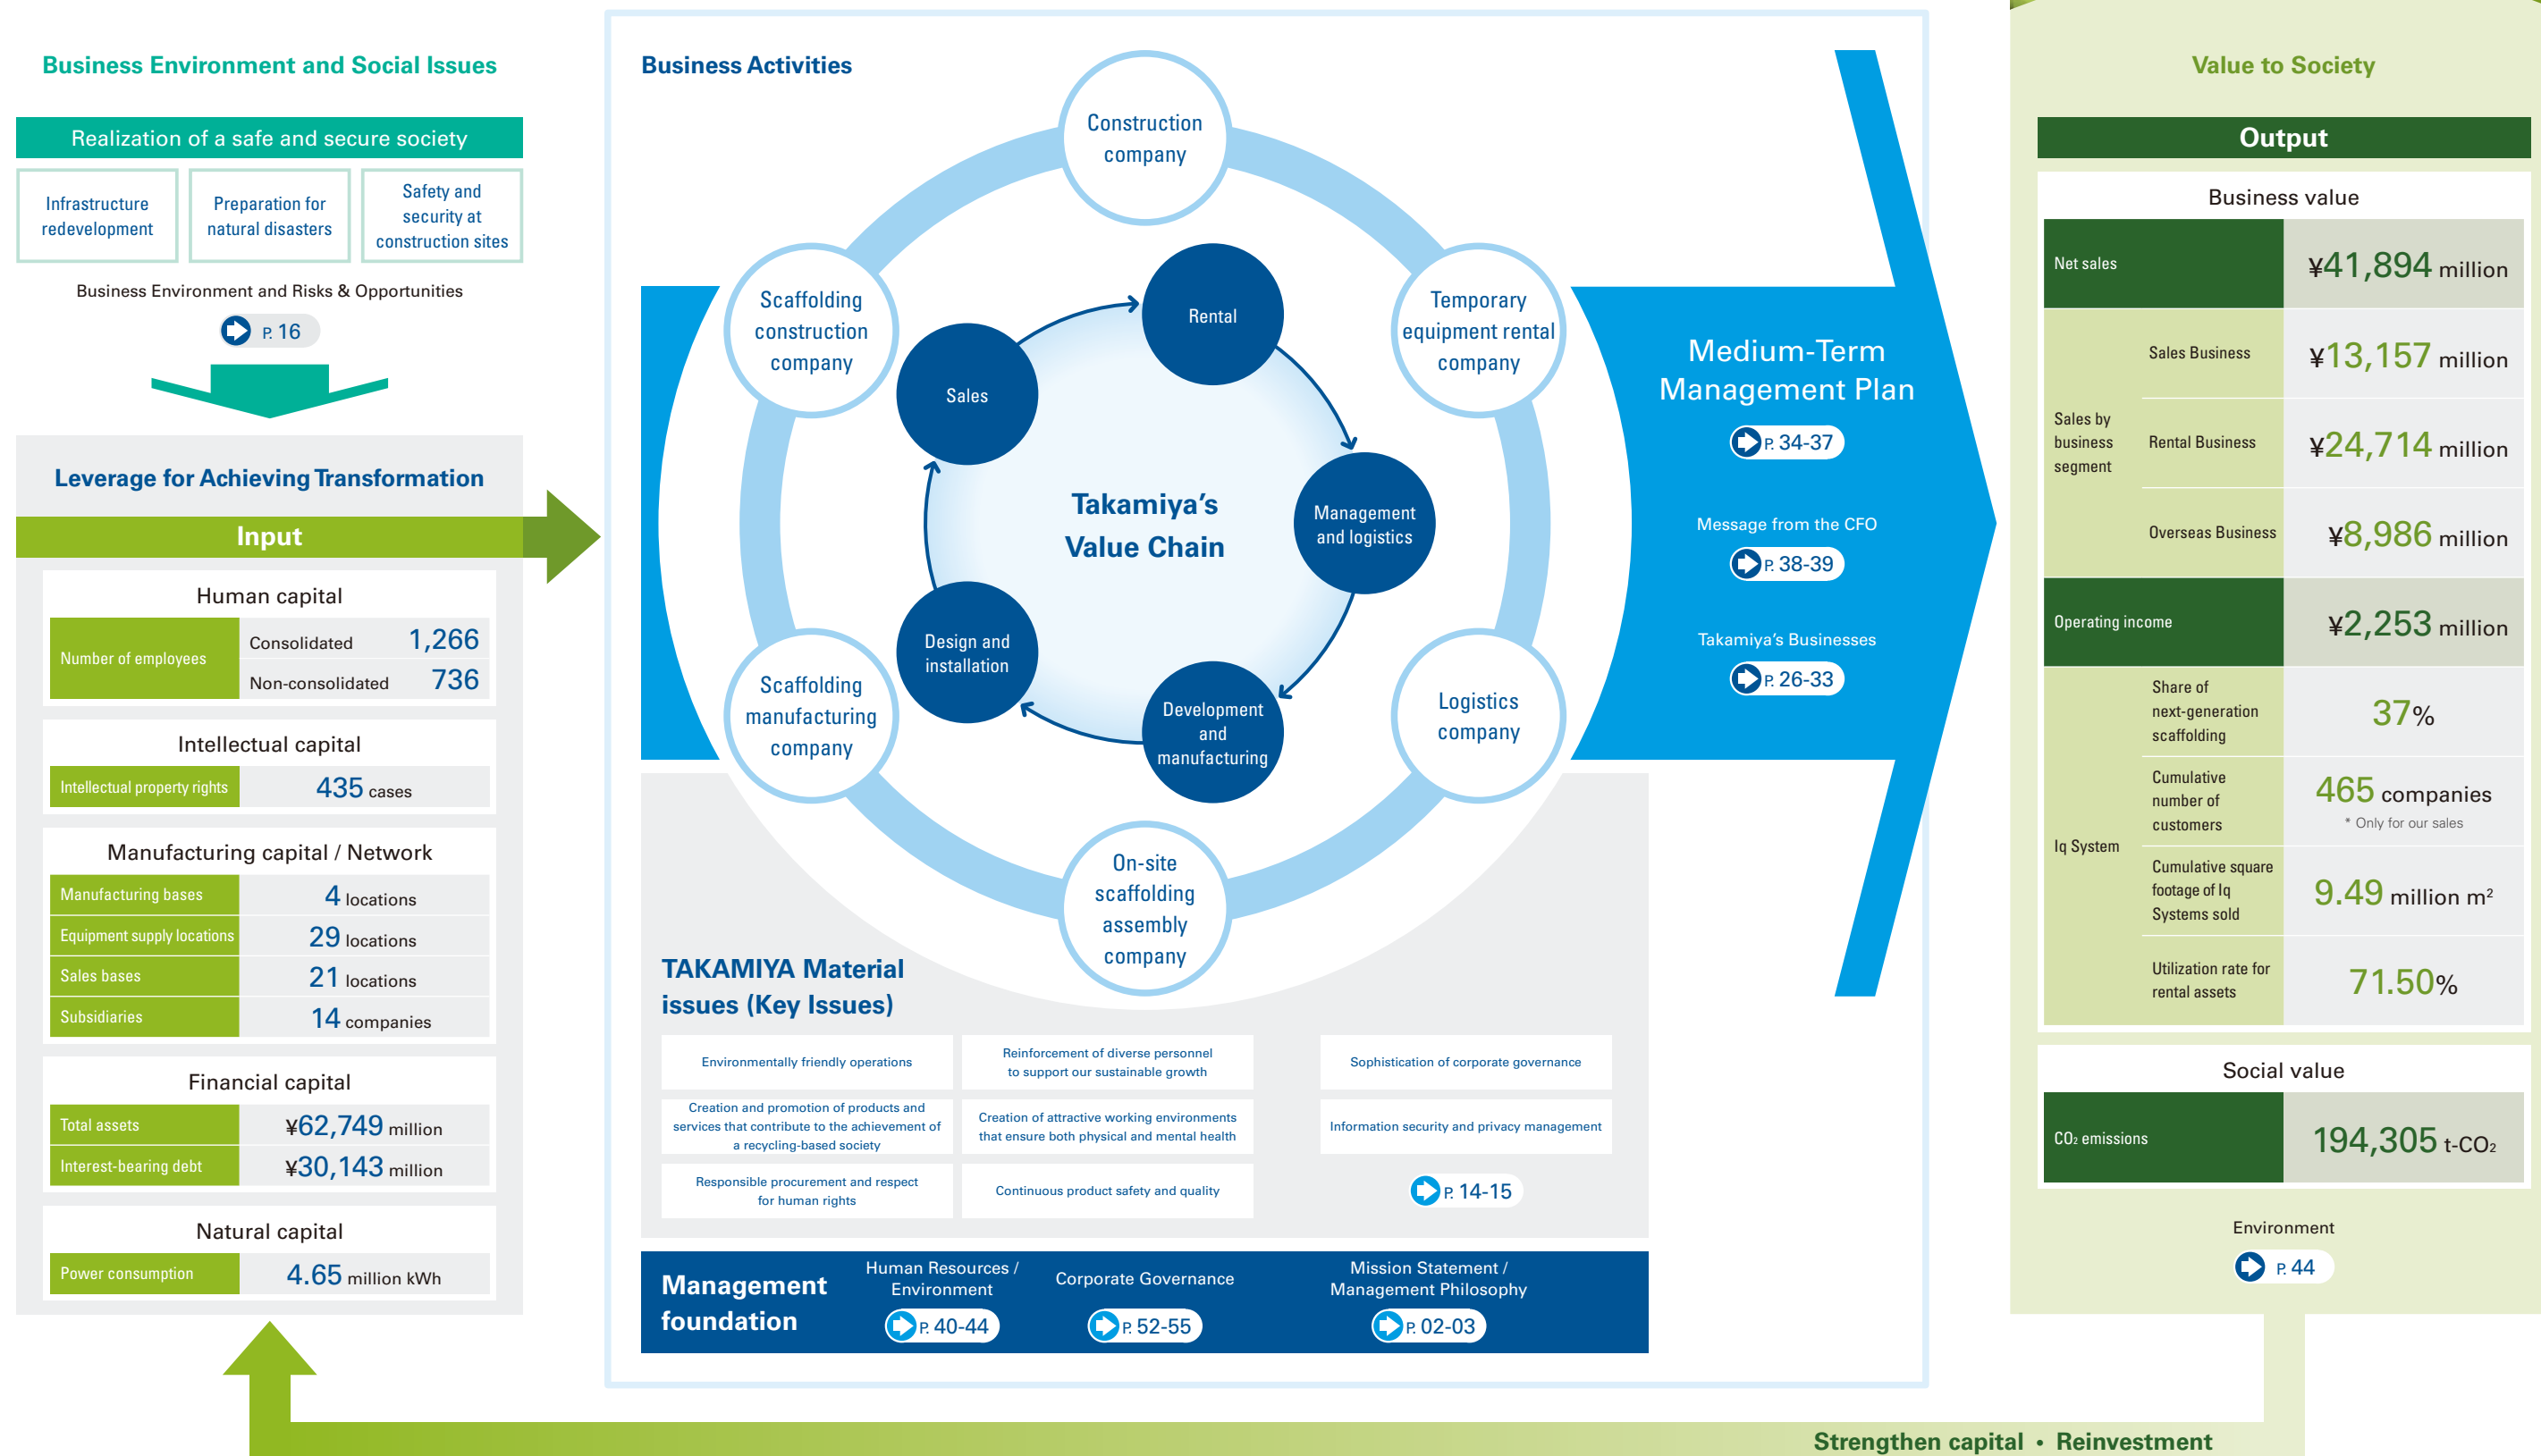 Business Environment and Social Issues
Realization of a safe and secure society
Infrastructure
redevelopment
Preparation for
natural disasters
Safety and
security at
construction sites
Business Environment and Risks & Opportunities
P. 16
Leverage for Achieving Transformation
Input
Human capital
Number of employees
Consolidated 1,266
Non-consolidated 736
Intellectual capital
Intellectual property rights 435 cases
Manufacturing capital / Network
Manufacturing bases 4 locations
Equipment supply locations 29 locations
Sales bases 21 locations
Subsidiaries 14 companies
Financial capital
Total assets ¥62,749 million
Interest-bearing debt ¥30,143 million
Natural capital
Power consumption 4.65 million kWh
Business Activities
Construction
company
Scaffolding
construction
company
Temporary
equipment rental
company
Rental
Sales
Takamiya's
Value Chain
Management
and logistics
Design and
installation
Development
and
manufacturing
Scaffolding
manufacturing
company
Logistics
company
On-site
scaffolding
assembly
company
Medium-Term
Management Plan
P. 34-37
Message from the CFO
P. 38-39
Takamiya's Businesses
P. 26-33
TAKAMIYA Material
issues (Key Issues)
Environmentally friendly operations
Reinforcement of diverse personnel
to support our sustainable growth
Sophistication of corporate governance
Creation and promotion of products and
services that contribute to the achievement of
a recycling-based society
Creation of attractive working environments
that ensure both physical and mental health
Information security and privacy management
Responsible procurement and respect
for human rights
Continuous product safety and quality
P. 14-15
Management
foundation
Human Resources /
Environment
P. 40-44
Corporate Governance
P. 52-55
Mission Statement /
Management Philosophy
P. 02-03
Value to Society
Output
Business value
Net sales ¥41,894 million
Sales by
business
segment
Sales Business ¥13,157 million
Rental Business ¥24,714 million
Overseas Business ¥8,986 million
Operating income ¥2,253 million
Iq System
Share of
next-generation
scaffolding
37%
Cumulative
number of
customers
465 companies
* Only for our sales
Cumulative square
footage of Iq
Systems sold
9.49 million m²
Utilization rate for
rental assets
71.50%
Social value
CO₂ emissions 194,305 t-CO₂
Environment
P. 44
Strengthen capital • Reinvestment